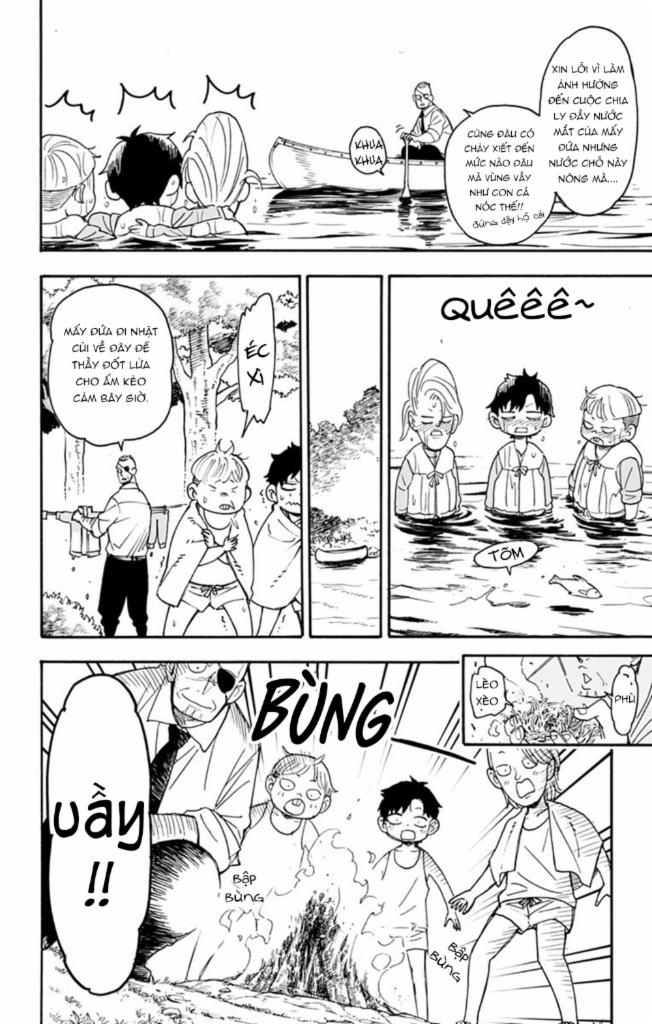 XIN LỖI VÌ LÀM
ẢNH HƯỞNG
ĐẾN CUỘC CHIA
LY ĐẦY NƯỚC
MẮT CỦA MẤY
ĐỨA NHƯNG
NƯỚC CHỖ NÀY
NÔNG MÀ....
CŨNG ĐÂU CÓ
CHẢY XIẾT ĐẾN
MỨC NÀO ĐÂU
MÀ VÙNG VẪY
NHƯ CON CÁ
NÓC THẾ!!
đứng dậy hộ cái
KHUA
KHUA
QUÊÊÊ~
TÕM
ÉC
XÌ
MẤY ĐỨA ĐI NHẶT
CỦI VỀ ĐÂY ĐỂ
THẦY ĐỐT LỬA
CHO ẤM KẺO
CẢM BÂY GIỜ.
PHÙ
LÈO
XÈO
BÙNG
UẦY
!!
BẬP
BÙNG
BẬP
BÙNG